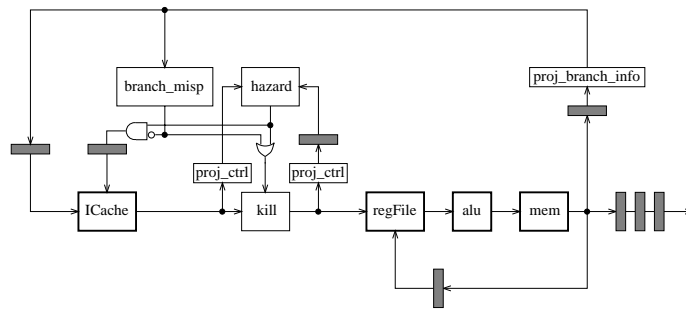 proj_branch_info
branch_misp
hazard
proj_ctrl
proj_ctrl
ICache
kill
regFile
alu
mem